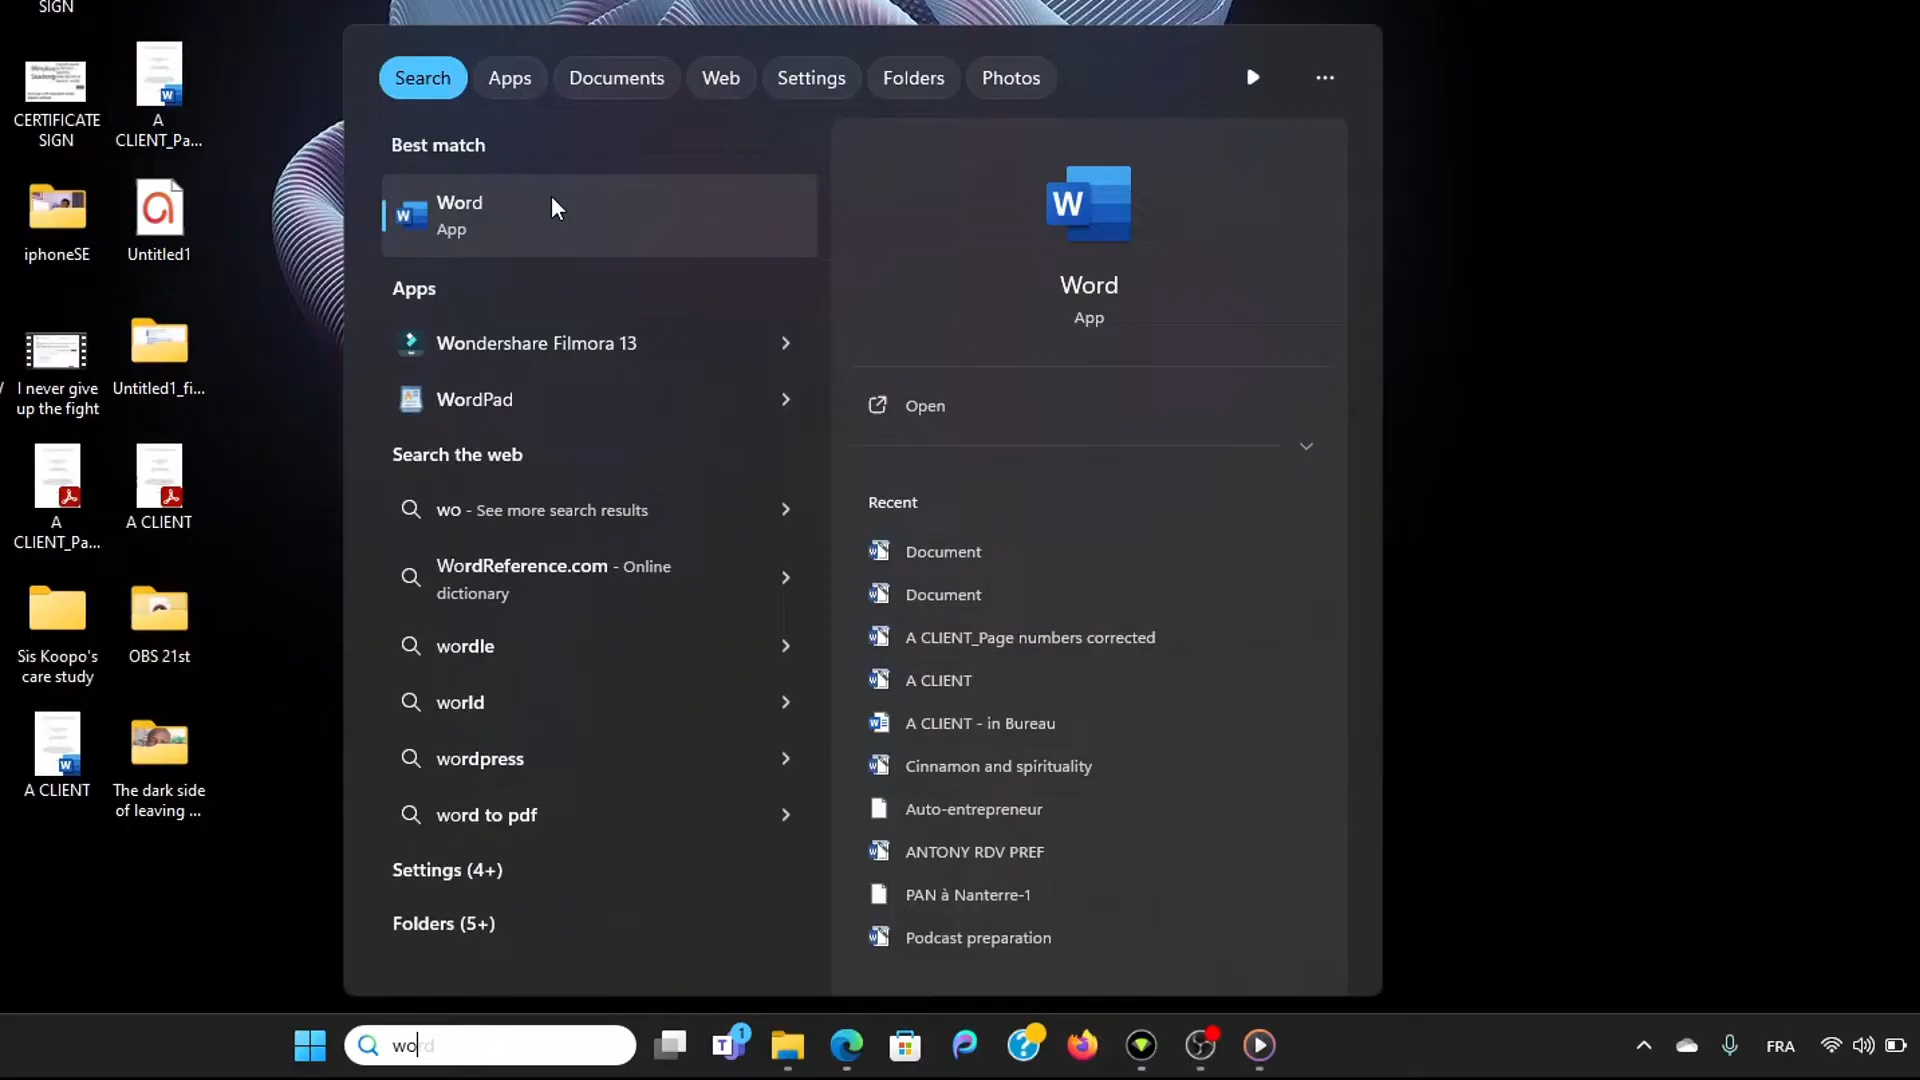 SIGN
CERTIFICATE
SIGN
A
CLIENT_Pa...
iphoneSE
Untitled1
I never give
up the fight
Untitled1_fi...
A
CLIENT_Pa...
A CLIENT
Sis Koopo's
care study
OBS 21st
A CLIENT
The dark side
of leaving ...
Search
Apps
Documents
Web
Settings
Folders
Photos
Best match
Word
App
Apps
Wondershare Filmora 13
WordPad
Search the web
wo - See more search results
WordReference.com - Online
dictionary
wordle
world
wordpress
word to pdf
Settings (4+)
Folders (5+)
W
Word
App
Open
Recent
Document
Document
A CLIENT_Page numbers corrected
A CLIENT
A CLIENT - in Bureau
Cinnamon and spirituality
Auto-entrepreneur
ANTONY RDV PREF
PAN à Nanterre-1
Podcast preparation
word
1
FRA